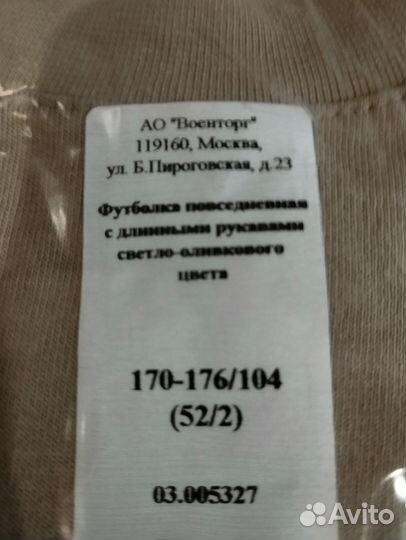 АО "Военторг"
119160, Москва,
ул. Б.Пироговская, д.23
Футболка повседневная
с длинными рукавами
светло-оливкового
цвета
170-176/104
(52/2)
03.005327
Avito